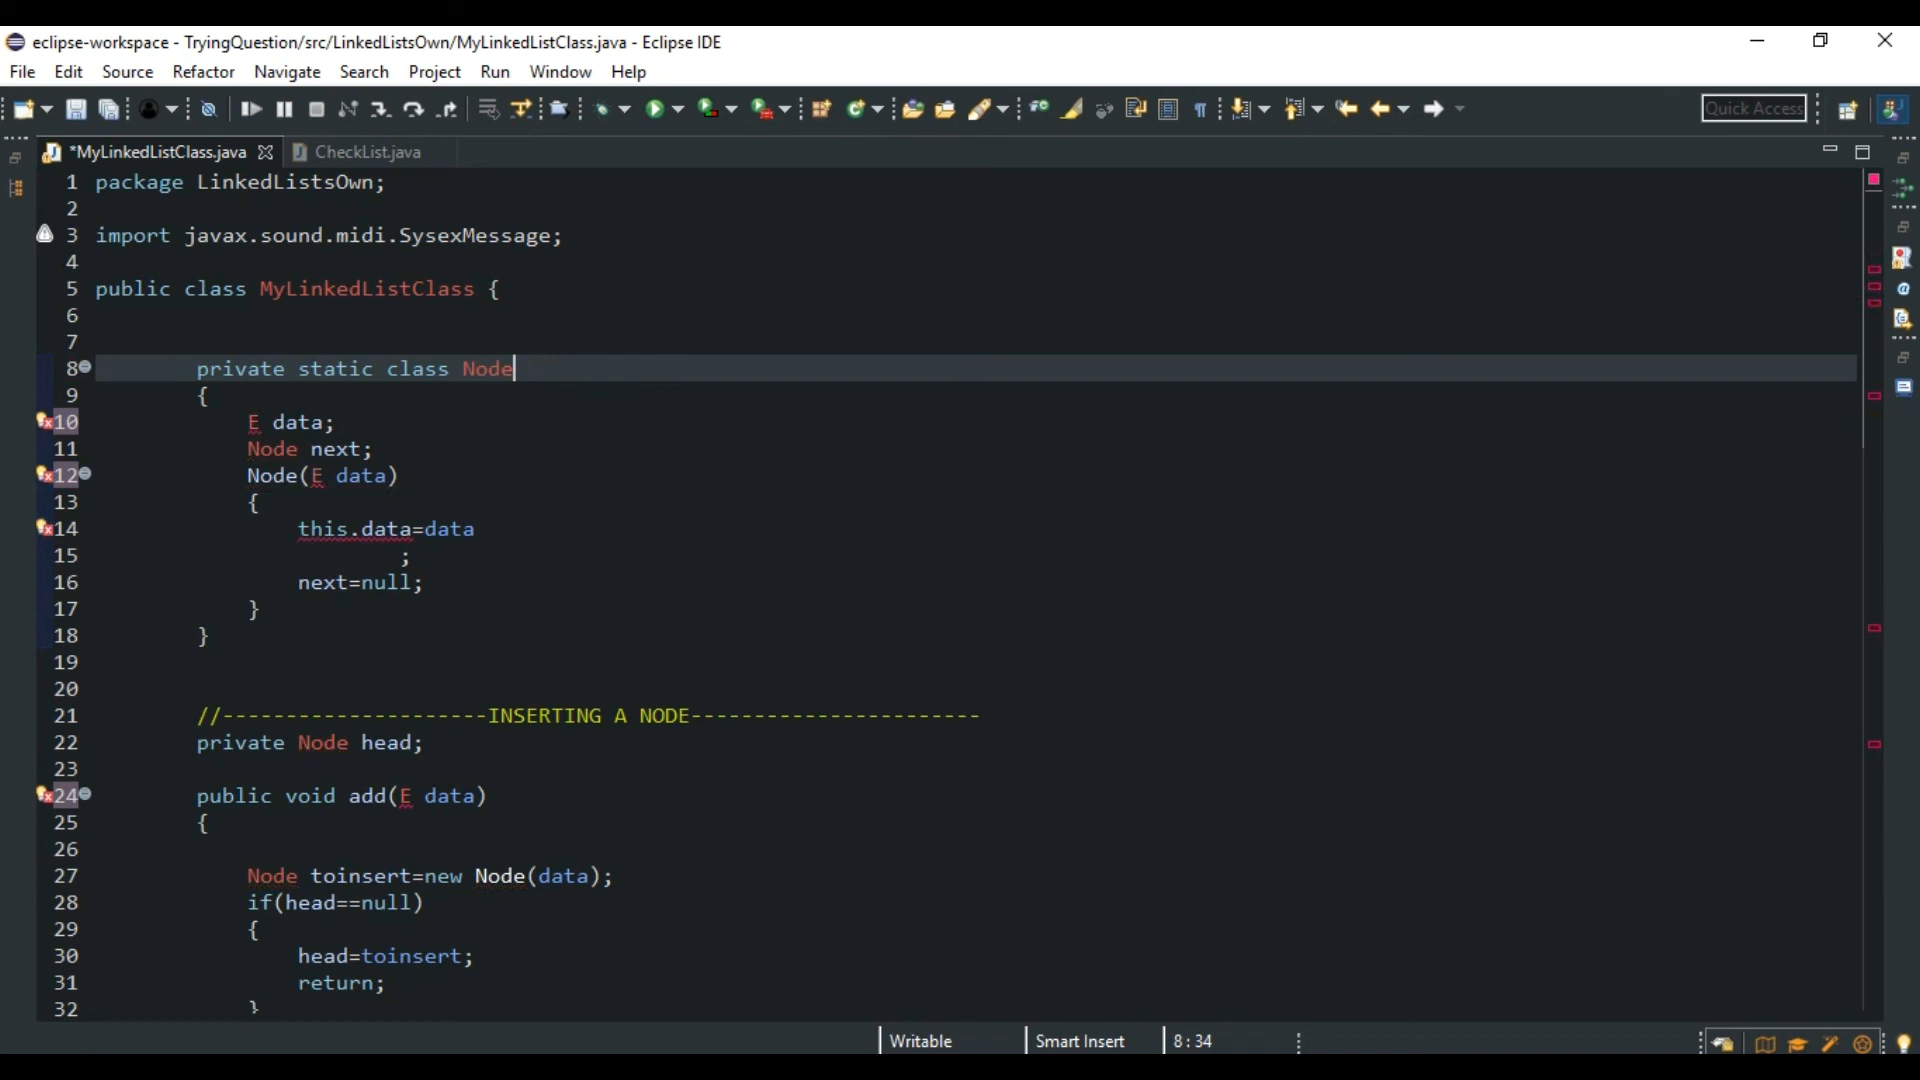 eclipse-workspace - TryingQuestion/src/LinkedListsOwn/MyLinkedListClass.java - Eclipse IDE
File Edit Source Refactor Navigate Search Project Run Window Help
Quick Access
*MyLinkedListClass.java CheckList.java
1 package LinkedListsOwn;
2
3 import javax.sound.midi.SysexMessage;
4
5 public class MyLinkedListClass {
6
7
8 private static class Node
9 {
10 E data;
11 Node next;
12 Node(E data)
13 {
14 this.data=data
15 ;
16 next=null;
17 }
18 }
19
20
21 //---------------------INSERTING A NODE-----------------------
22 private Node head;
23
24 public void add(E data)
25 {
26
27 Node toinsert=new Node(data);
28 if(head==null)
29 {
30 head=toinsert;
31 return;
32 }
Writable Smart Insert 8:34